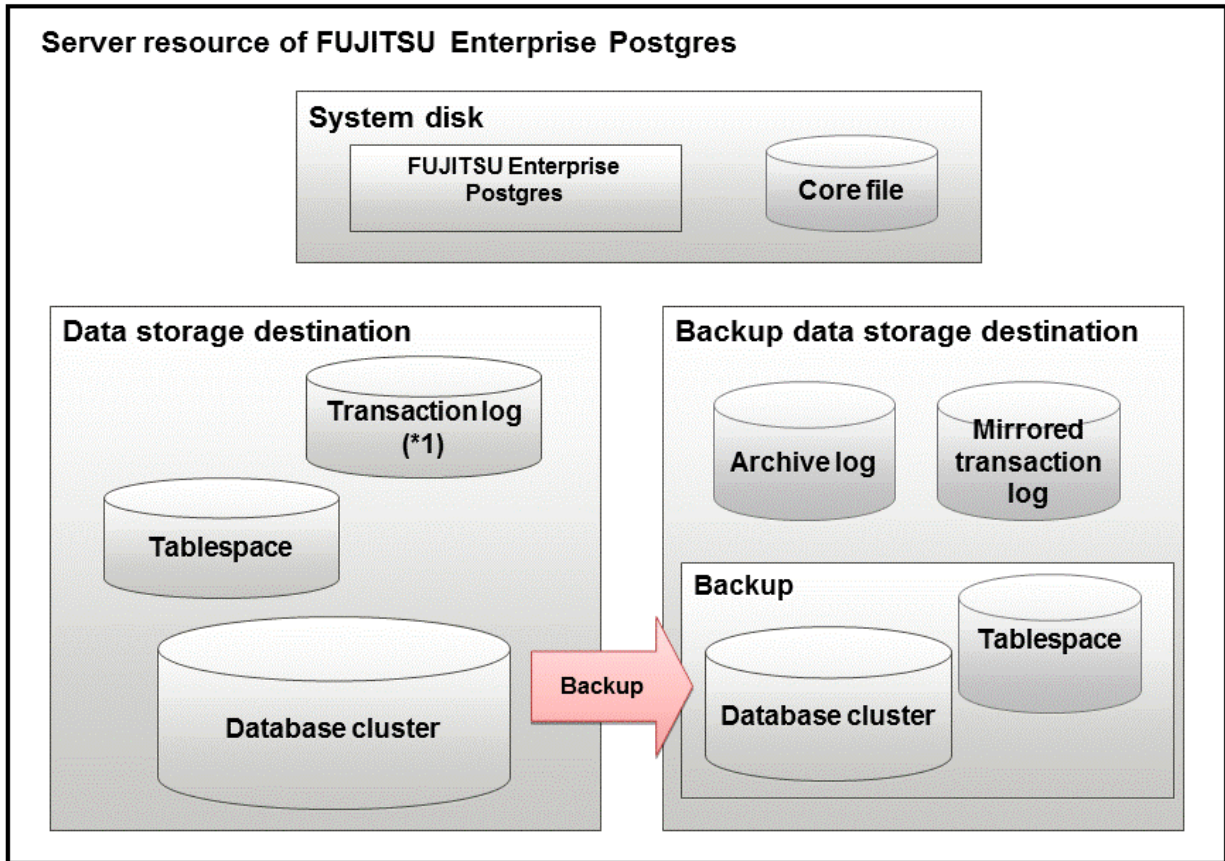 Server resource of FUJITSU Enterprise Postgres
System disk
FUJITSU Enterprise
Postgres
Core file
Data storage destination
Transaction log
(*1)
Tablespace
Database cluster
Backup
Backup data storage destination
Archive log
Mirrored
transaction
log
Backup
Tablespace
Database cluster